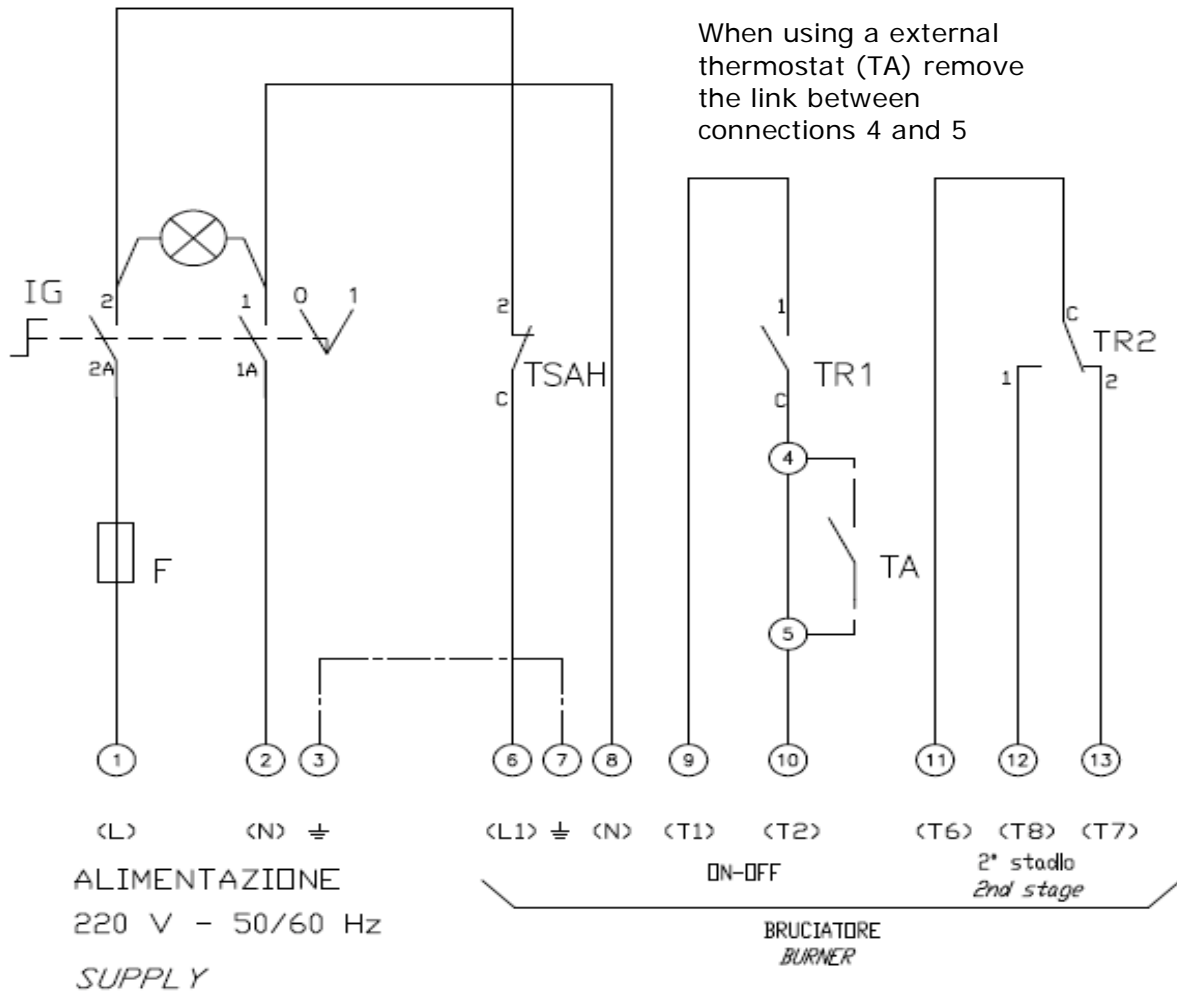 When using a external
thermostat (TA) remove
the link between
connections 4 and 5
IG 2 1 0 1
2A 1A
2
TSAH
C
1
TR1
C
C
TR2
1 2
4
TA
5
F
1 2 3 6 7 8 9 10 11 12 13
(L) (N) (L1) (N) (T1) (T2) (T6) (T8) (T7)
ALIMENTAZIONE
220 V - 50/60 Hz
SUPPLY
ON-OFF
2° stadio
2nd stage
BRUCIATORE
BURNER